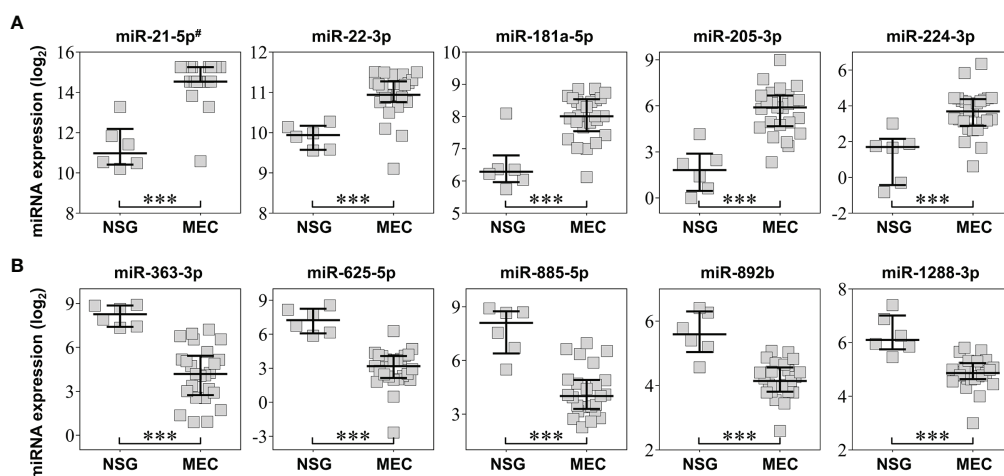 A
miR-21-5p#
miR-22-3p
miR-181a-5p
miR-205-3p
miR-224-3p
miRNA expression (log2)
16
14
12
10
8
12
11
10
9
8
10
9
8
7
6
5
9
6
3
0
6
4
2
0
-2
***
***
***
***
***
NSG MEC
NSG MEC
NSG MEC
NSG MEC
NSG MEC
B
miR-363-3p
miR-625-5p
miR-885-5p
miR-892b
miR-1288-3p
miRNA expression (log2)
9
6
3
0
9
6
3
0
-3
9
6
3
6
4
2
8
6
4
2
***
***
***
***
***
NSG MEC
NSG MEC
NSG MEC
NSG MEC
NSG MEC